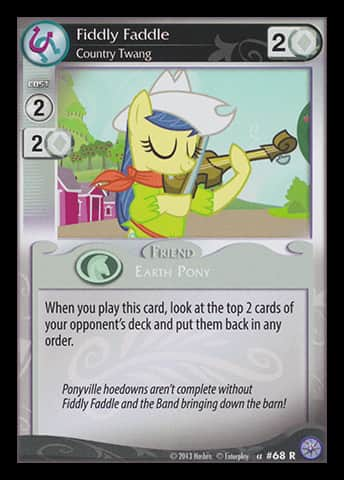 Fiddly Faddle
Country Twang
2
COST
2
2
FRIEND
EARTH PONY
When you play this card, look at the top 2 cards of
your opponent's deck and put them back in any
order.
Ponyville hoedowns aren't complete without
Fiddly Faddle and the Band bringing down the barn!
© 2013 Hasbro. © Enterplay α #68 R